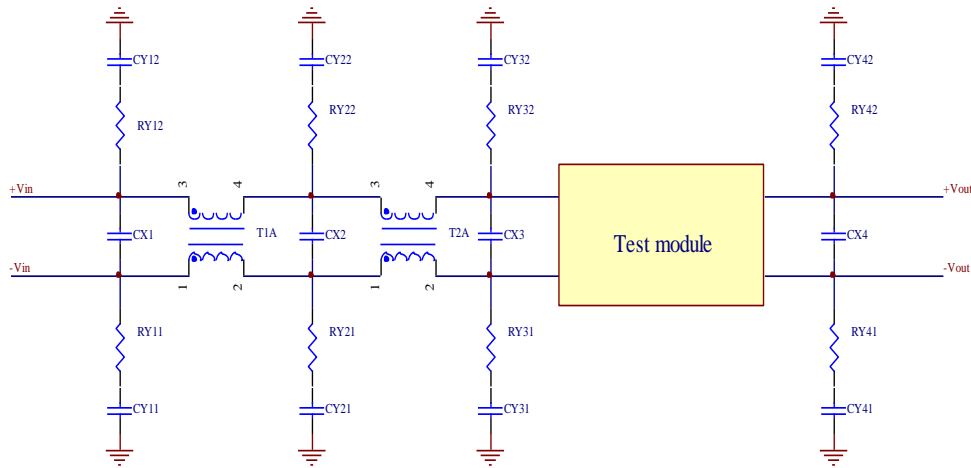 CY12 CY22 CY32 CY42
RY12 RY22 RY32 RY42
3 4 3 4
+Vin +Vout
CX1 T1A CX2 T2A CX3 Test module CX4
-Vin -Vout
1 2 1 2
RY11 RY21 RY31 RY41
CY11 CY21 CY31 CY41